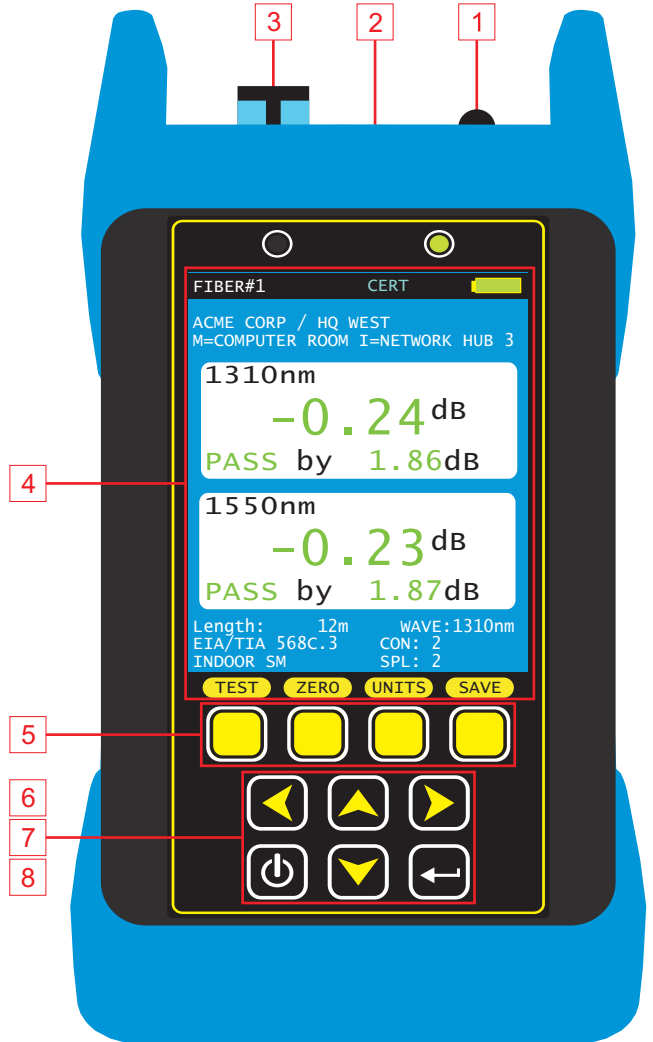 3 2 1
FIBER#1 CERT
ACME CORP / HQ WEST
M=COMPUTER ROOM I=NETWORK HUB 3
1310nm
-0.24dB
PASS by 1.86dB
4
1550nm
-0.23dB
PASS by 1.87dB
Length: 12m WAVE:1310nm
EIA/TIA 568C.3 CON: 2
INDOOR SM SPL: 2
TEST ZERO UNITS SAVE
5
6
7
8